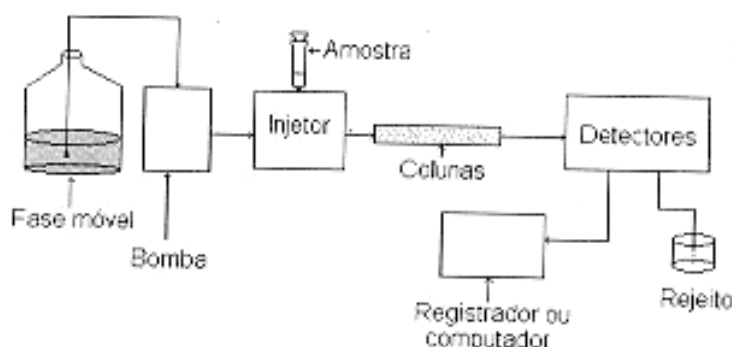 Amostra
Injetor
Detectores
Colunas
Fase móvel
Bomba
Registrador ou
computador
Rejeito